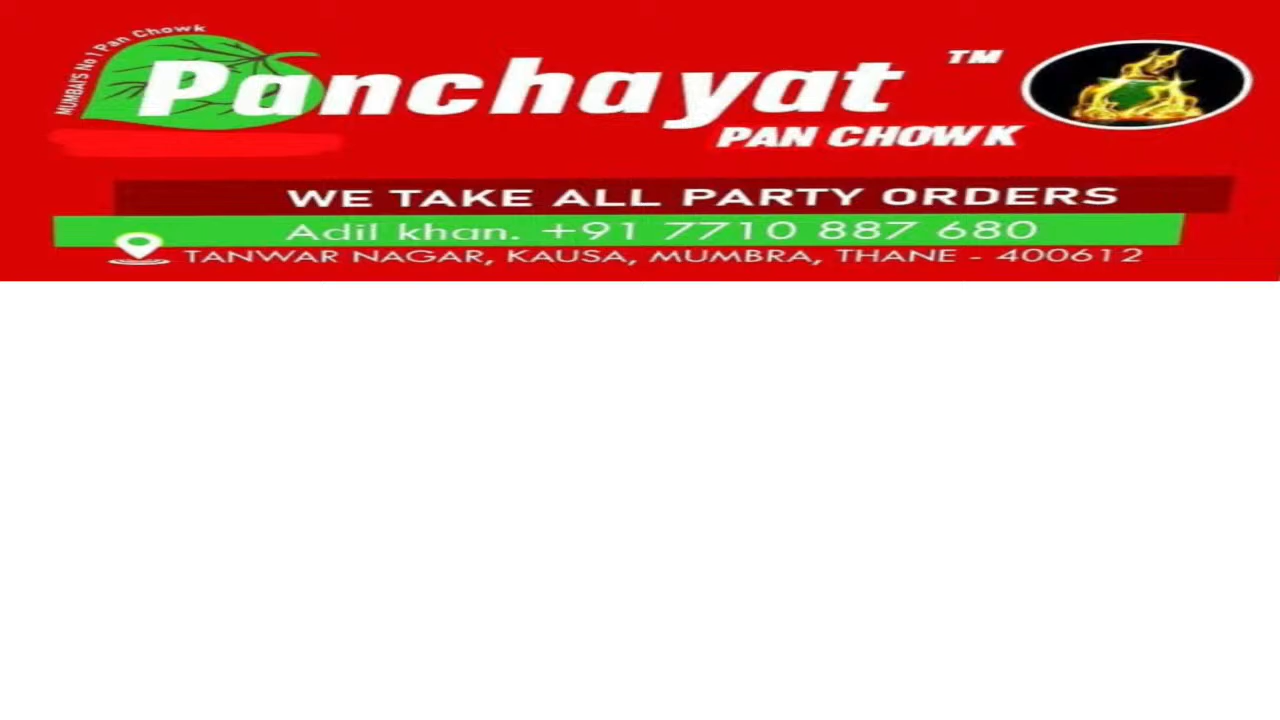 MUMBAI'S No 1 Pan Chowk
Panchayat TM
PAN CHOWK
WE TAKE ALL PARTY ORDERS
Adil khan. +91 7710 887 680
TANWAR NAGAR, KAUSA, MUMBRA, THANE - 400612